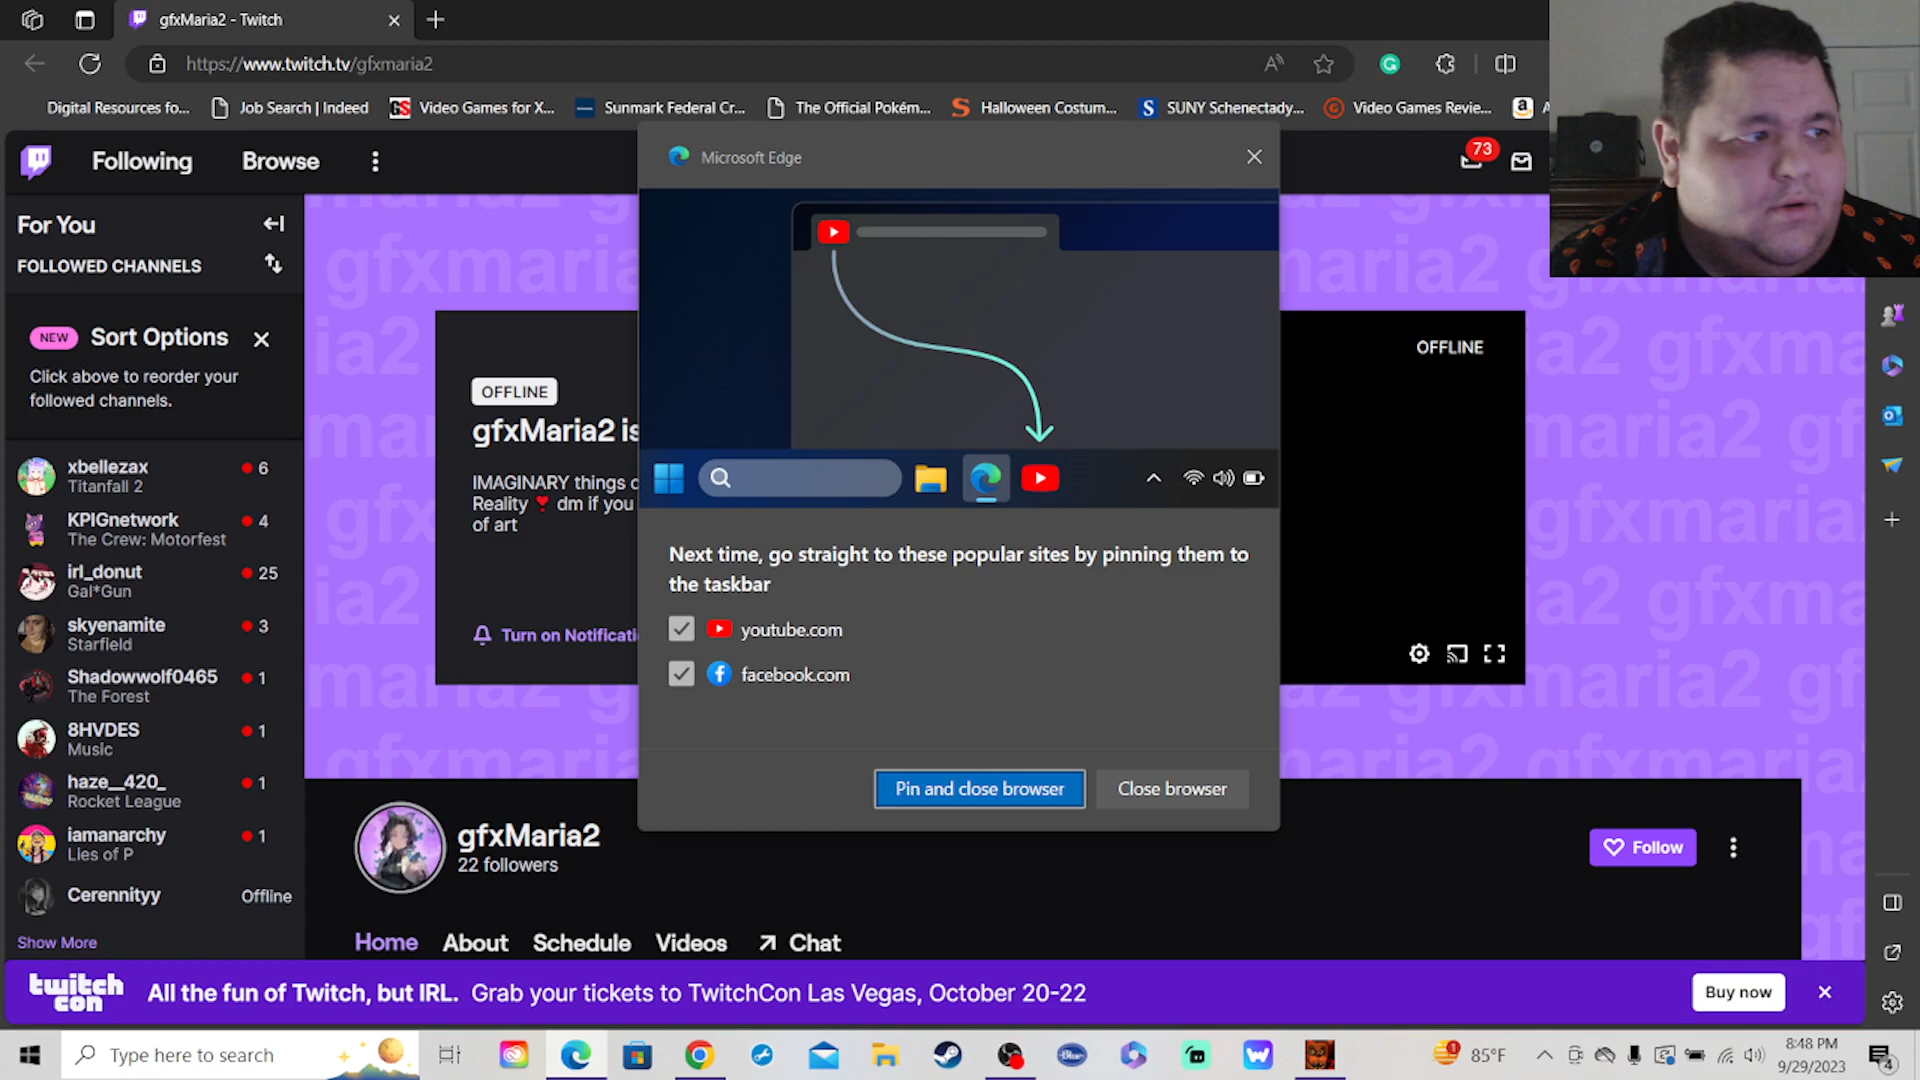 gfxMaria2 - Twitch
https://www.twitch.tv/gfxmaria2
Digital Resources fo...
Job Search | Indeed
Video Games for X...
Sunmark Federal Cr...
The Official Pokém...
Halloween Costum...
SUNY Schenectady...
Video Games Revie...
A
Following
Browse
73
Microsoft Edge
For You
FOLLOWED CHANNELS
NEW Sort Options
Click above to reorder your
followed channels.
xbellezax 6
Titanfall 2
KPIGnetwork 4
The Crew: Motorfest
irl_donut 25
Gal*Gun
skyenamite 3
Starfield
Shadowwolf0465 1
The Forest
8HVDES 1
Music
haze__420_ 1
Rocket League
iamanarchy 1
Lies of P
Cerennityy Offline
Show More
OFFLINE
gfxMaria2 is
IMAGINARY things o
Reality dm if you
of art
Turn on Notificati
OFFLINE
Next time, go straight to these popular sites by pinning them to
the taskbar
youtube.com
facebook.com
Pin and close browser
Close browser
gfxMaria2
22 followers
Follow
Home About Schedule Videos Chat
twitch
con
All the fun of Twitch, but IRL. Grab your tickets to TwitchCon Las Vegas, October 20-22
Buy now
Type here to search
85°F
8:48 PM
9/29/2023
4